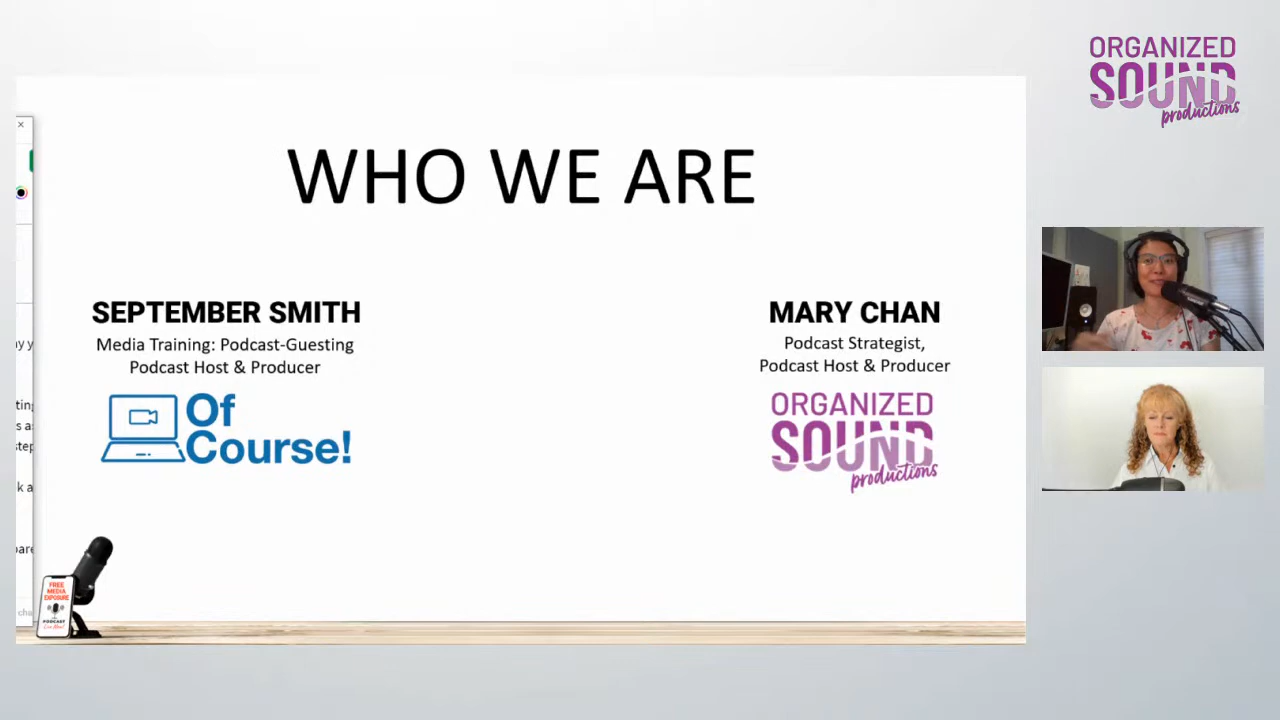 ORGANIZED
SOUND
productions
WHO WE ARE
SEPTEMBER SMITH
Media Training: Podcast-Guesting
Podcast Host & Producer
Of
Course!
MARY CHAN
Podcast Strategist,
Podcast Host & Producer
ORGANIZED
SOUND
productions
FREE
MEDIA
EXPOSURE
PODCAST